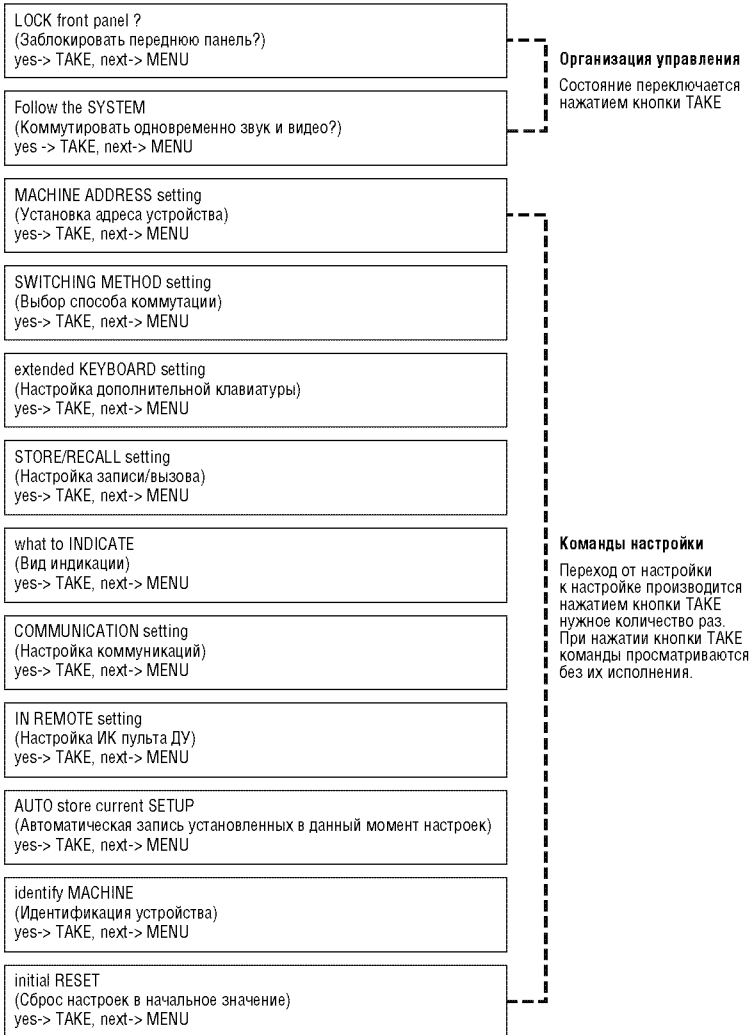 LOCK front panel ?
(Заблокировать переднюю панель?)
yes-> TAKE, next-> MENU
Организация управления
Состояние переключается
нажатием кнопки TAKE
Follow the SYSTEM
(Коммутировать одновременно звук и видео?)
yes -> TAKE, next-> MENU
MACHINE ADDRESS setting
(Установка адреса устройства)
yes-> TAKE, next-> MENU
SWITCHING METHOD setting
(Выбор способа коммутации)
yes-> TAKE, next-> MENU
extended KEYBOARD setting
(Настройка дополнительной клавиатуры)
yes-> TAKE, next-> MENU
STORE/RECALL setting
(Настройка записи/вызова)
yes-> TAKE, next-> MENU
what to INDICATE
(Вид индикации)
yes-> TAKE, next-> MENU
Команды настройки
Переход от настройки
к настройке производится
нажатием кнопки TAKE
нужное количество раз.
При нажатии кнопки TAKE
команды просматриваются
без их исполнения.
COMMUNICATION setting
(Настройка коммуникаций)
yes-> TAKE, next-> MENU
IN REMOTE setting
(Настройка ИК пульта ДУ)
yes-> TAKE, next-> MENU
AUTO store current SETUP
(Автоматическая запись установленных в данный момент настроек)
yes-> TAKE, next-> MENU
identify MACHINE
(Идентификация устройства)
yes-> TAKE, next-> MENU
initial RESET
(Сброс настроек в начальное значение)
yes-> TAKE, next-> MENU